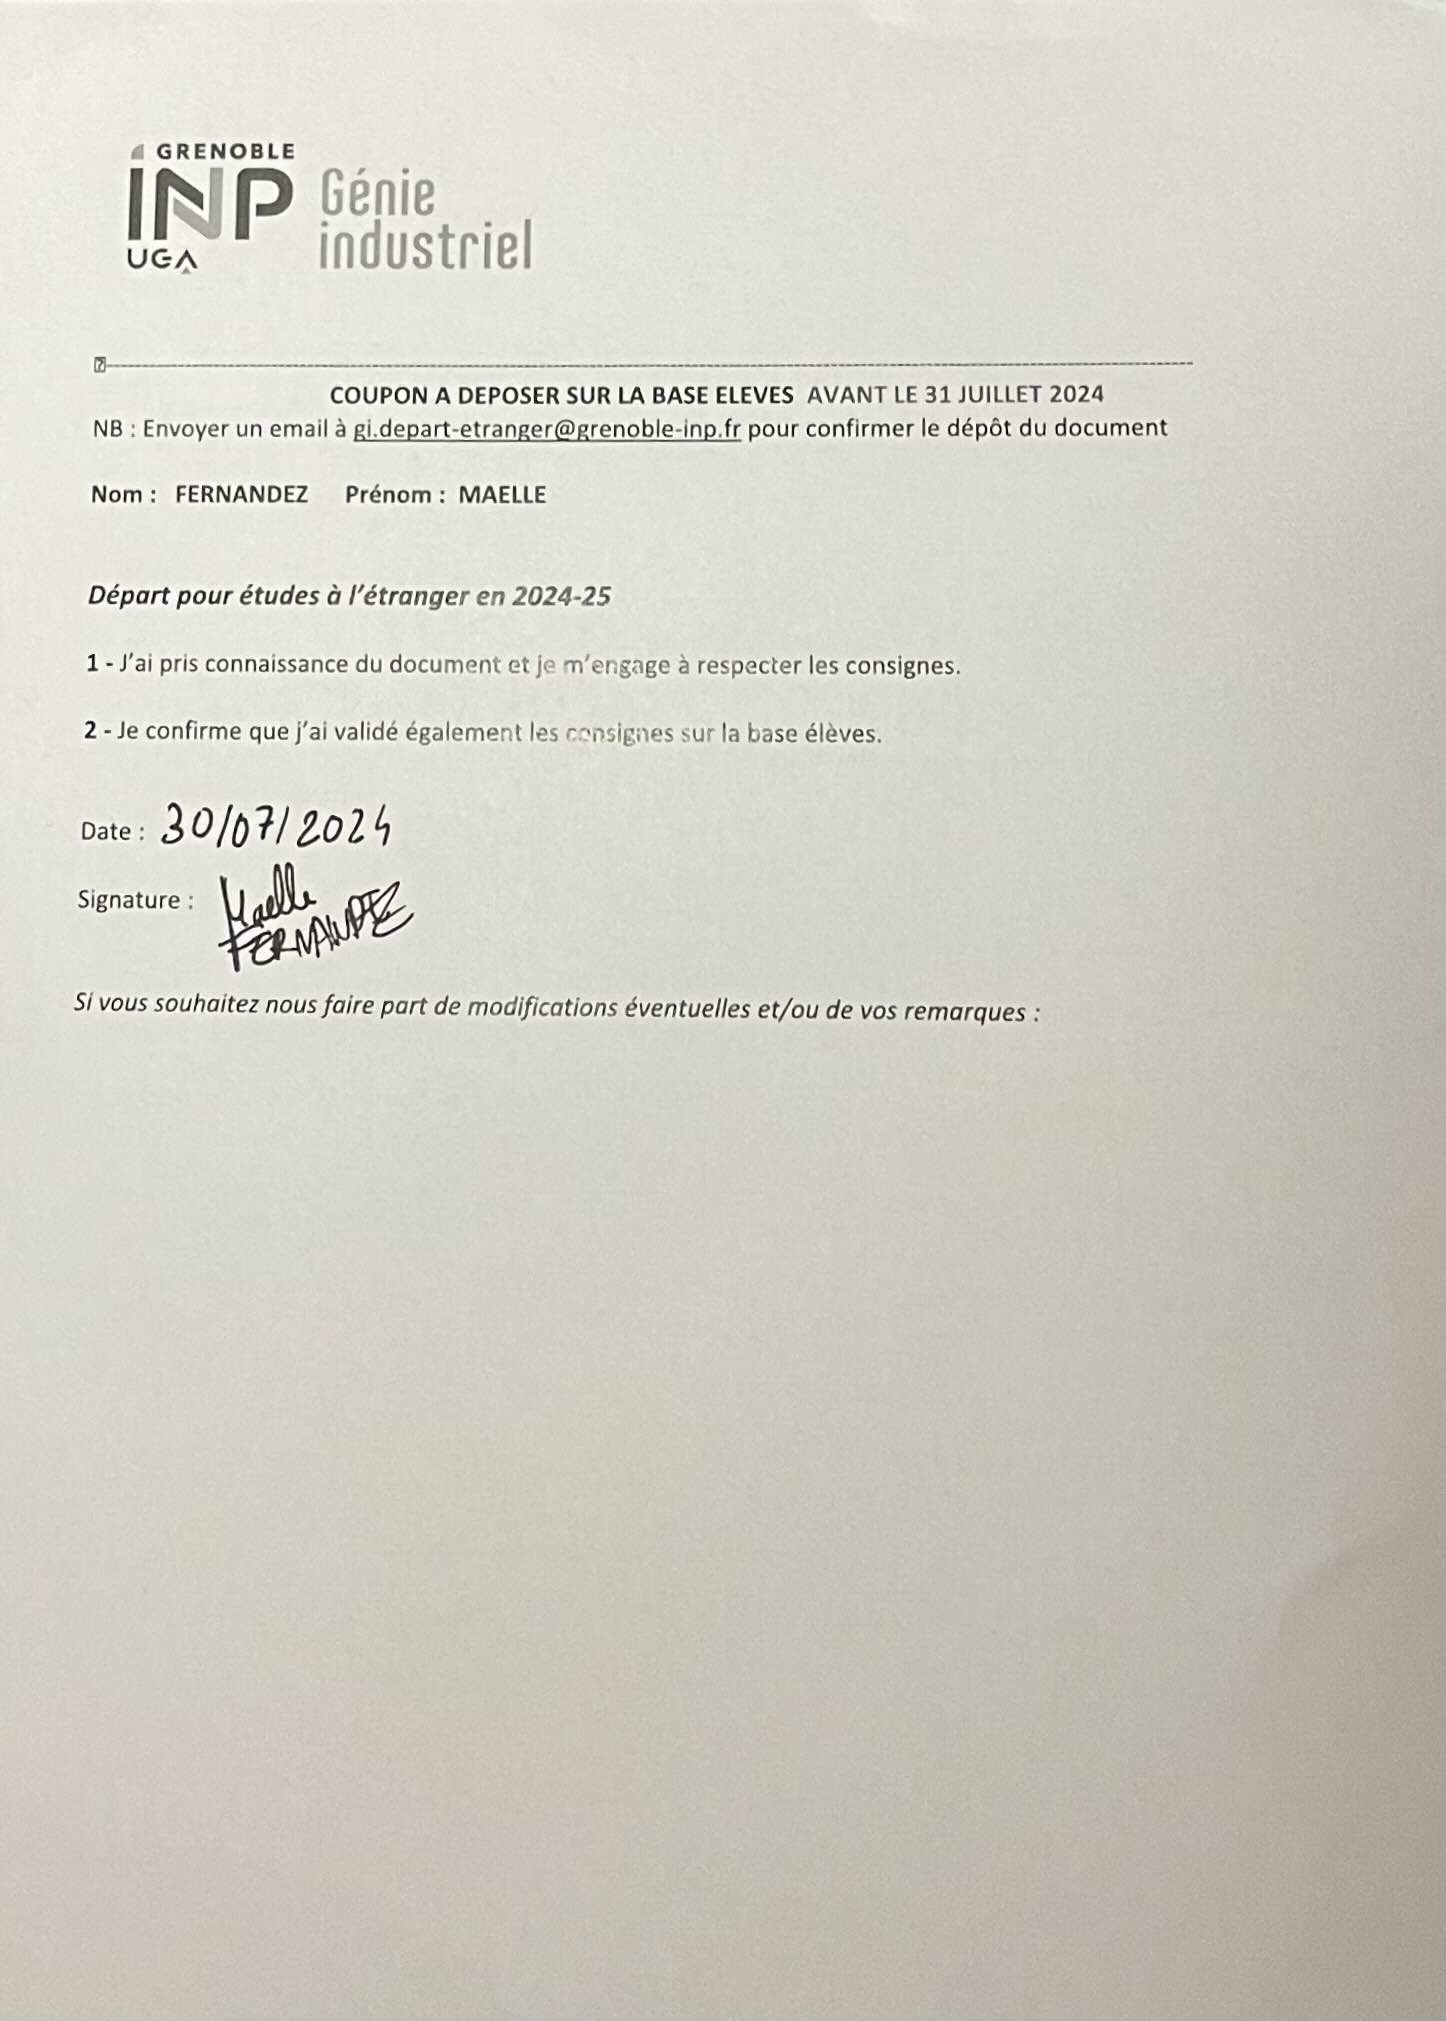 GRENOBLE
INP
UGA
Génie
industriel
COUPON A DEPOSER SUR LA BASE ELEVES AVANT LE 31 JUILLET 2024
NB : Envoyer un email à gi.depart-etranger@grenoble-inp.fr pour confirmer le dépôt du document
Nom : FERNANDEZ Prénom : MAELLE
Départ pour études à l'étranger en 2024-25
1 - J'ai pris connaissance du document et je m'engage à respecter les consignes.
2 - Je confirme que j'ai validé également les consignes sur la base élèves.
Date : 30/07/2024
Signature : Maelle
FERNANDEZ
Si vous souhaitez nous faire part de modifications éventuelles et/ou de vos remarques :